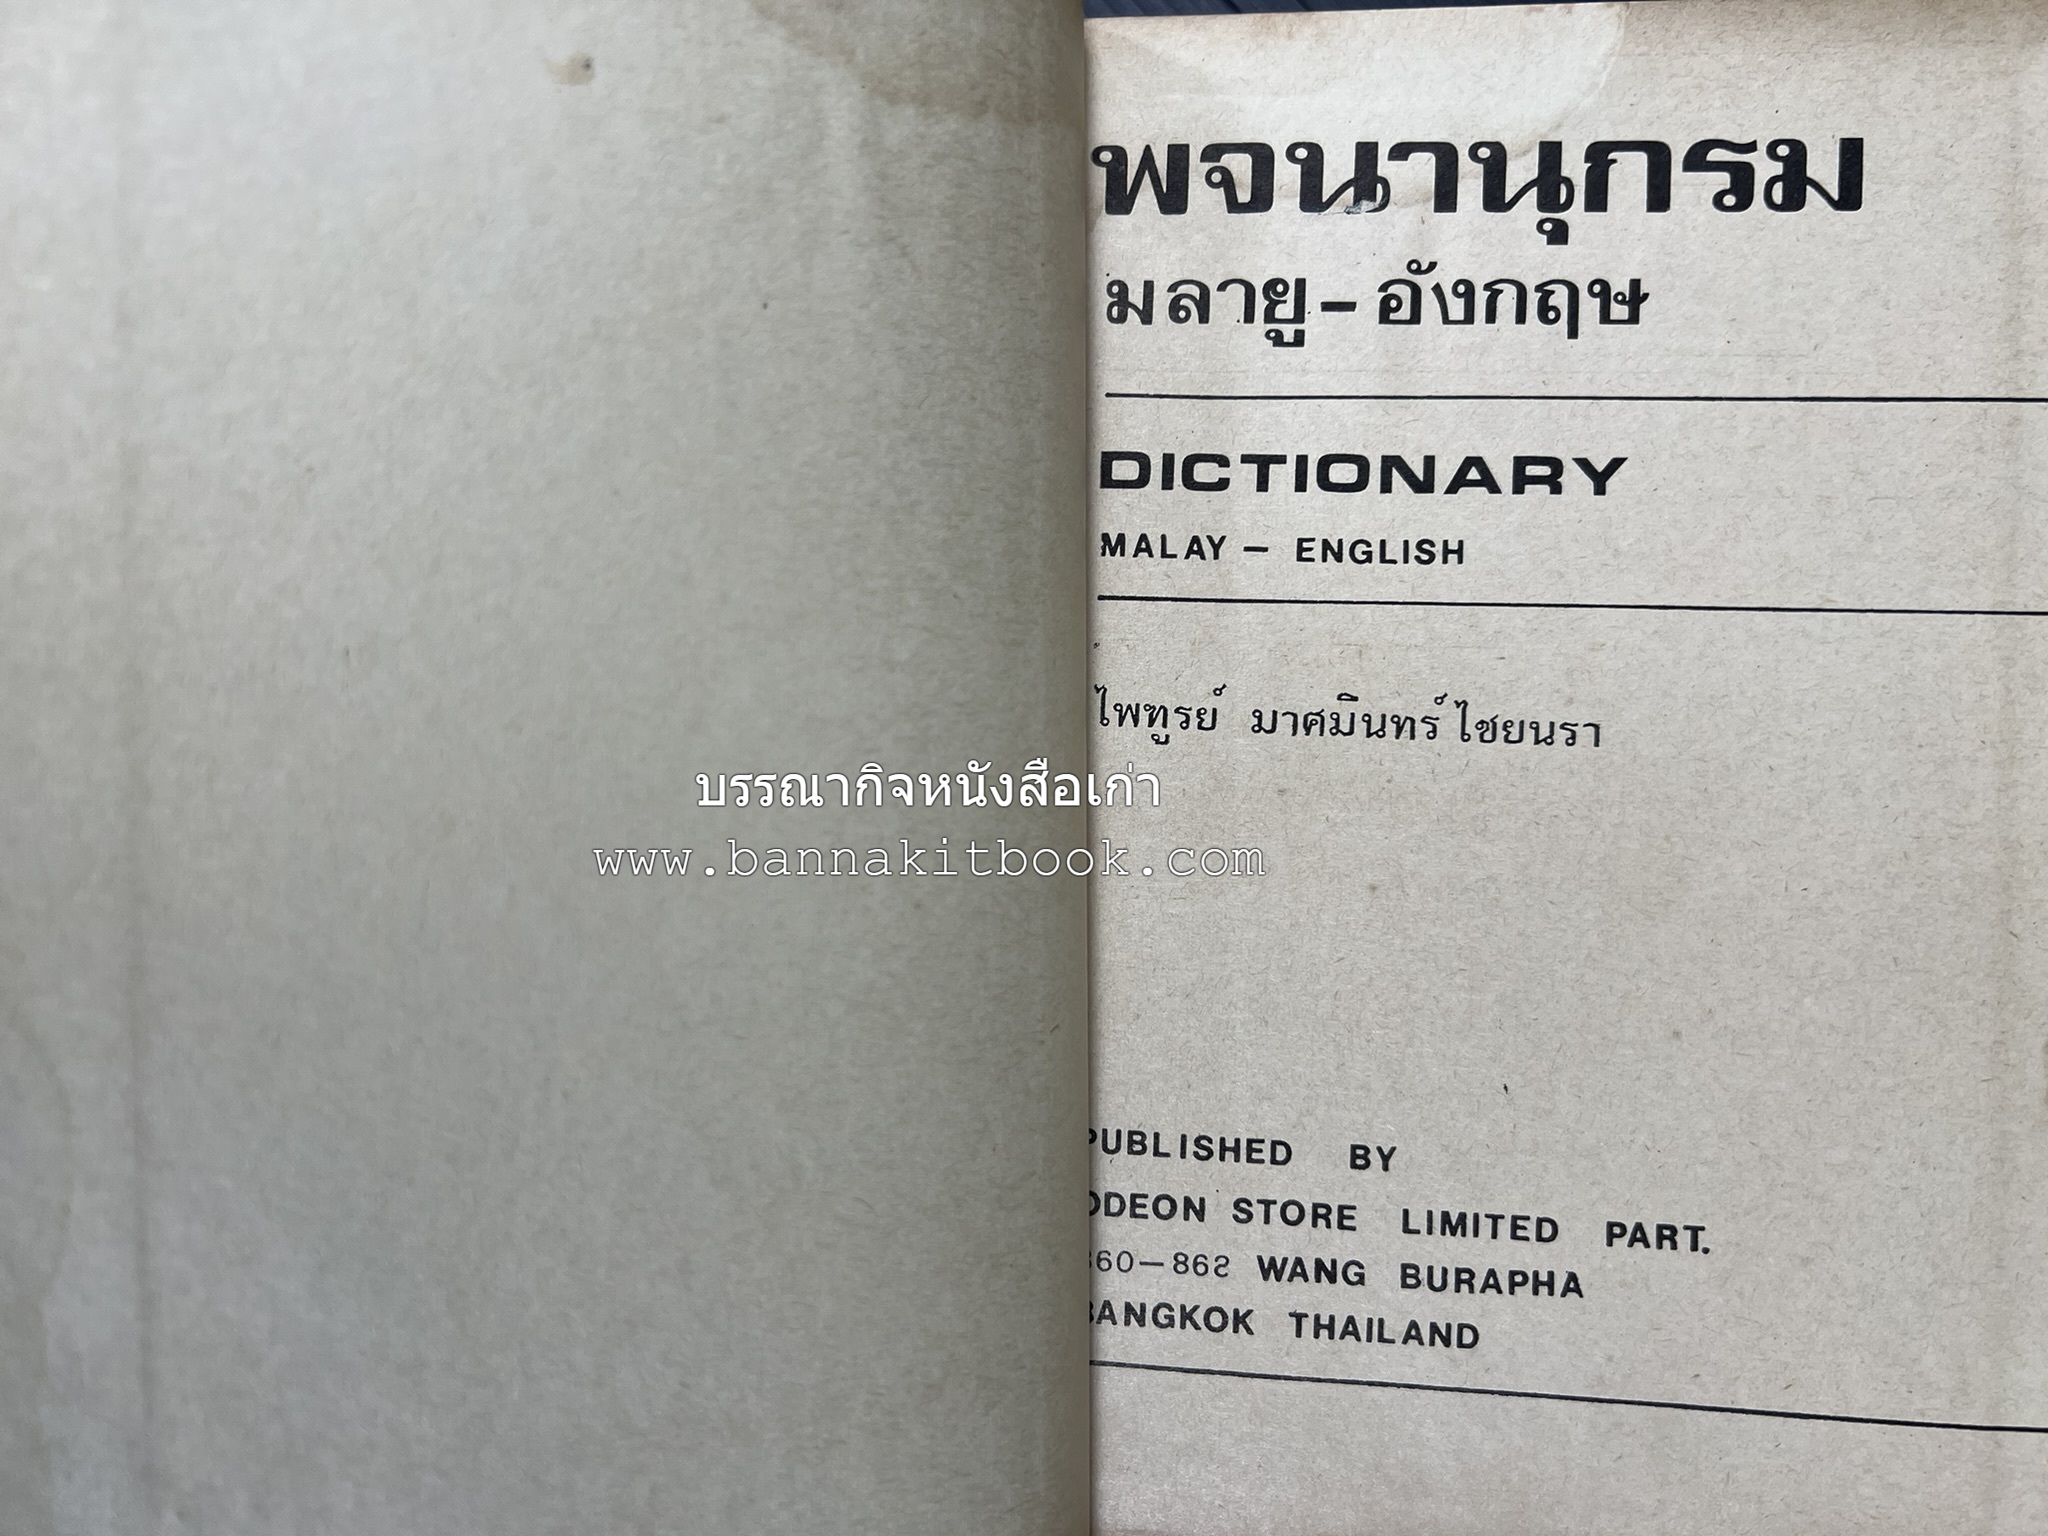 พจนานุกรม
มลายู - อังกฤษ
DICTIONARY
MALAY - ENGLISH
ไพฑูรย์ มาศมินทร์ ไชยนรา
บรรณากิจหนังสือเก่า
www.bannakitbook.com
PUBLISHED BY
ODEON STORE LIMITED PART.
860-862 WANG BURAPHA
BANGKOK THAILAND